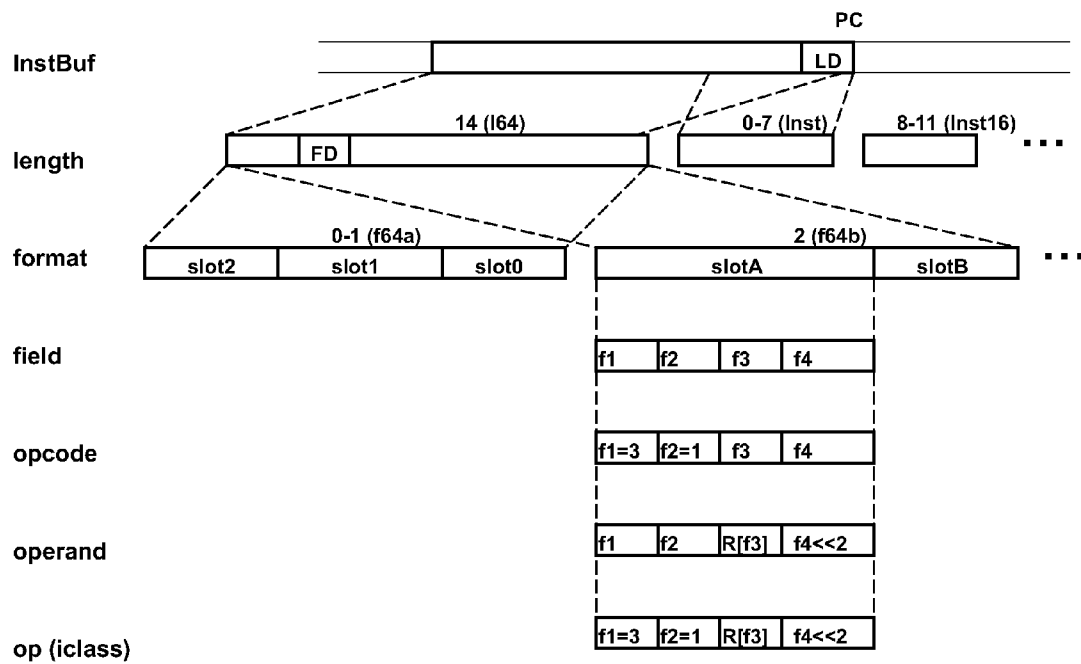 PC
InstBuf
LD
14 (I64)
0-7 (Inst)
8-11 (Inst16)
...
length
FD
0-1 (f64a)
2 (f64b)
format
slot2 slot1 slot0 slotA slotB ...
field
f1 f2 f3 f4
opcode
f1=3 f2=1 f3 f4
operand
f1 f2 R[f3] f4<<2
op (iclass)
f1=3 f2=1 R[f3] f4<<2